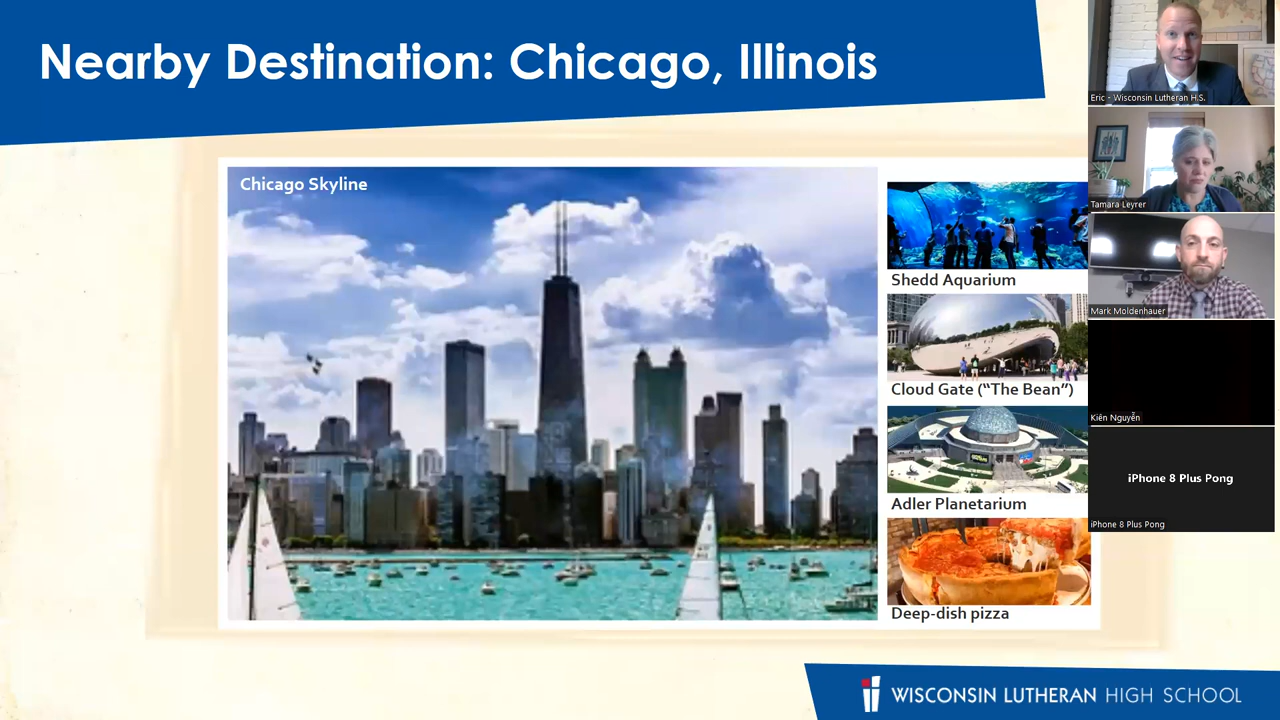 Nearby Destination: Chicago, Illinois
Chicago Skyline
Shedd Aquarium
Cloud Gate (“The Bean”)
Adler Planetarium
Deep-dish pizza
WISCONSIN LUTHERAN HIGH SCHOOL
Eric - Wisconsin Lutheran H.S.
Tamara Leyrer
Mark Moldenhauer
Kiên Nguyễn
iPhone 8 Plus Pong
iPhone 8 Plus Pong